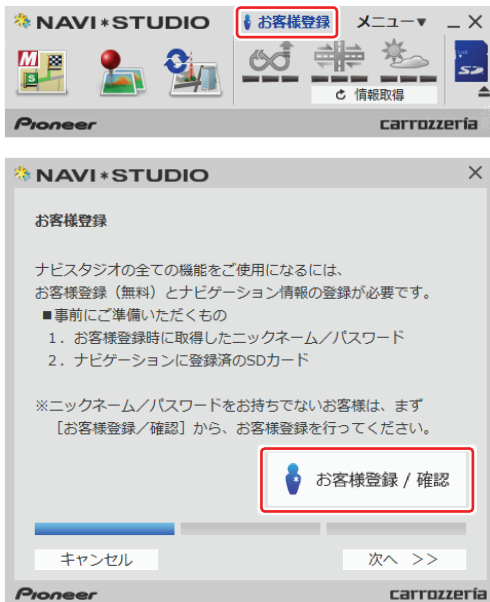 NAVI*STUDIO お客様登録 メニュー▼ _ ×
M
S
情報取得
Pioneer carrozzeria
NAVI*STUDIO ×
お客様登録
ナビスタジオの全ての機能をご使用になるには、
お客様登録（無料）とナビゲーション情報の登録が必要です。
■事前にご準備いただくもの
１．お客様登録時に取得したニックネーム／パスワード
２．ナビゲーションに登録済のSDカード
※ニックネーム／パスワードをお持ちでないお客様は、まず
［お客様登録／確認］から、お客様登録を行ってください。
お客様登録 / 確認
キャンセル 次へ >>
Pioneer carrozzeria